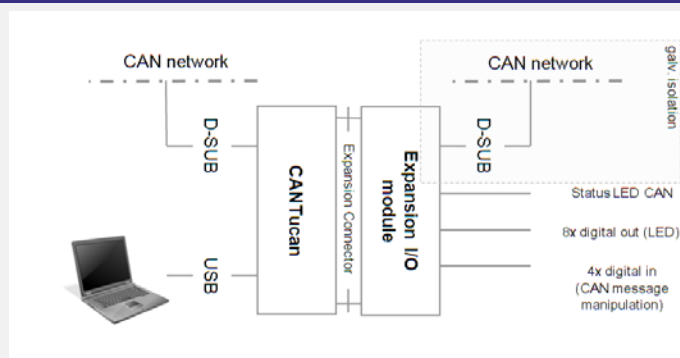 CAN network
CAN network
galv. isolation
D-SUB
D-SUB
CANTucan
Expansion Connector
Expansion I/O
module
Status LED CAN
8x digital out (LED)
USB
4x digital in
(CAN message
manipulation)